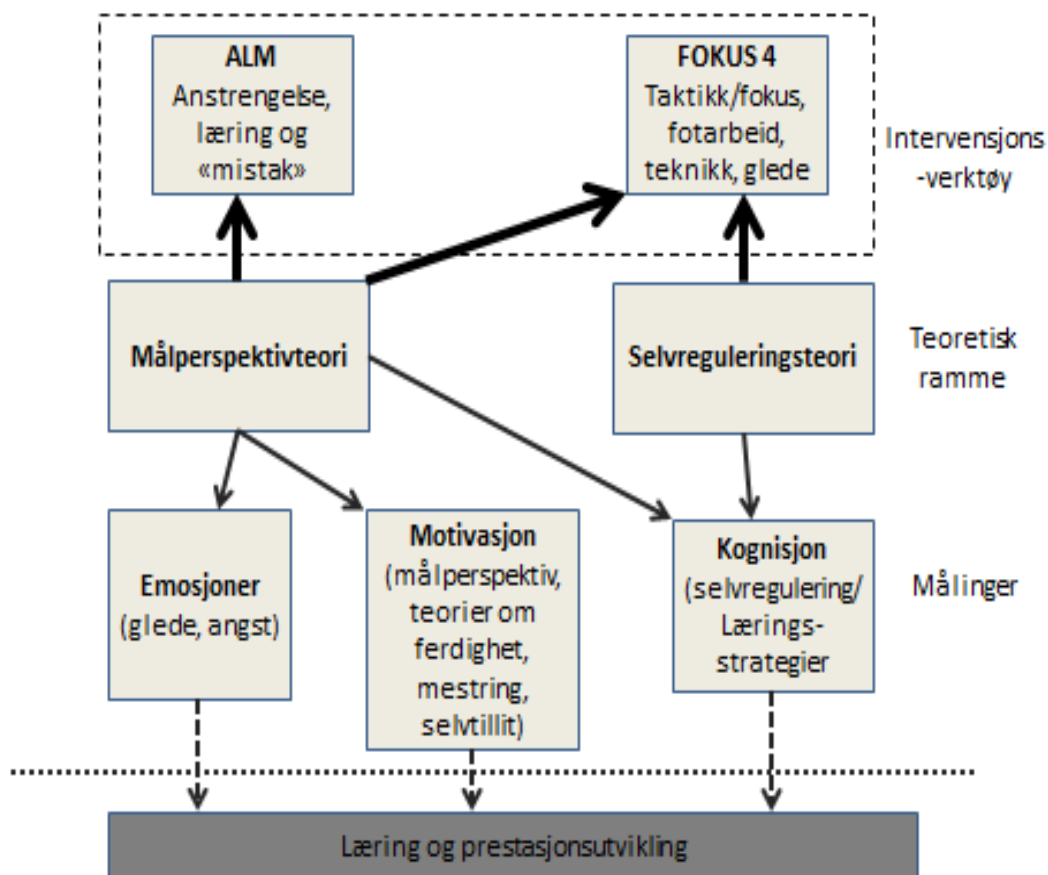 ALM
Anstrengelse,
læring og
«mistak»
FOKUS 4
Taktikk/fokus,
fotarbeid,
teknikk, glede
Intervensjons
-verktøy
Målperspektivteori
Selvreguleringsteori
Teoretisk
ramme
Emosjoner
(glede, angst)
Motivasjon
(målperspektiv,
teorier om
ferdighet,
mestring,
selvtillit)
Kognisjon
(selvregulering/
Lærings-
strategier
Målinger
Læring og prestasjonsutvikling